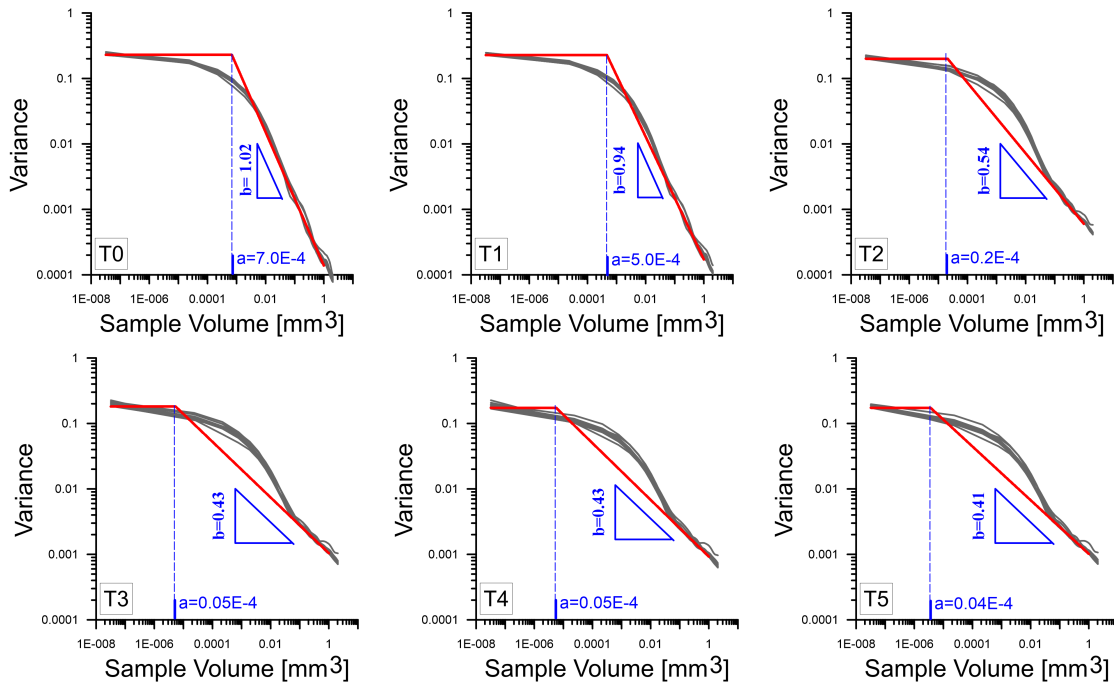 1
0.1
0.01
0.001
0.0001
Variance
b= 1.02
T0
a=7.0E-4
1E-008 1E-006 0.0001 0.01 1
Sample Volume [mm3]
1
0.1
0.01
0.001
0.0001
Variance
b=0.94
T1
a=5.0E-4
1E-008 1E-006 0.0001 0.01 1
Sample Volume [mm3]
1
0.1
0.01
0.001
0.0001
Variance
b=0.54
T2
a=0.2E-4
1E-008 1E-006 0.0001 0.01 1
Sample Volume [mm3]
1
0.1
0.01
0.001
0.0001
Variance
b=0.43
T3
a=0.05E-4
1E-008 1E-006 0.0001 0.01 1
Sample Volume [mm3]
1
0.1
0.01
0.001
0.0001
Variance
b=0.43
T4
a=0.05E-4
1E-008 1E-006 0.0001 0.01 1
Sample Volume [mm3]
1
0.1
0.01
0.001
0.0001
Variance
b=0.41
T5
a=0.04E-4
1E-008 1E-006 0.0001 0.01 1
Sample Volume [mm3]